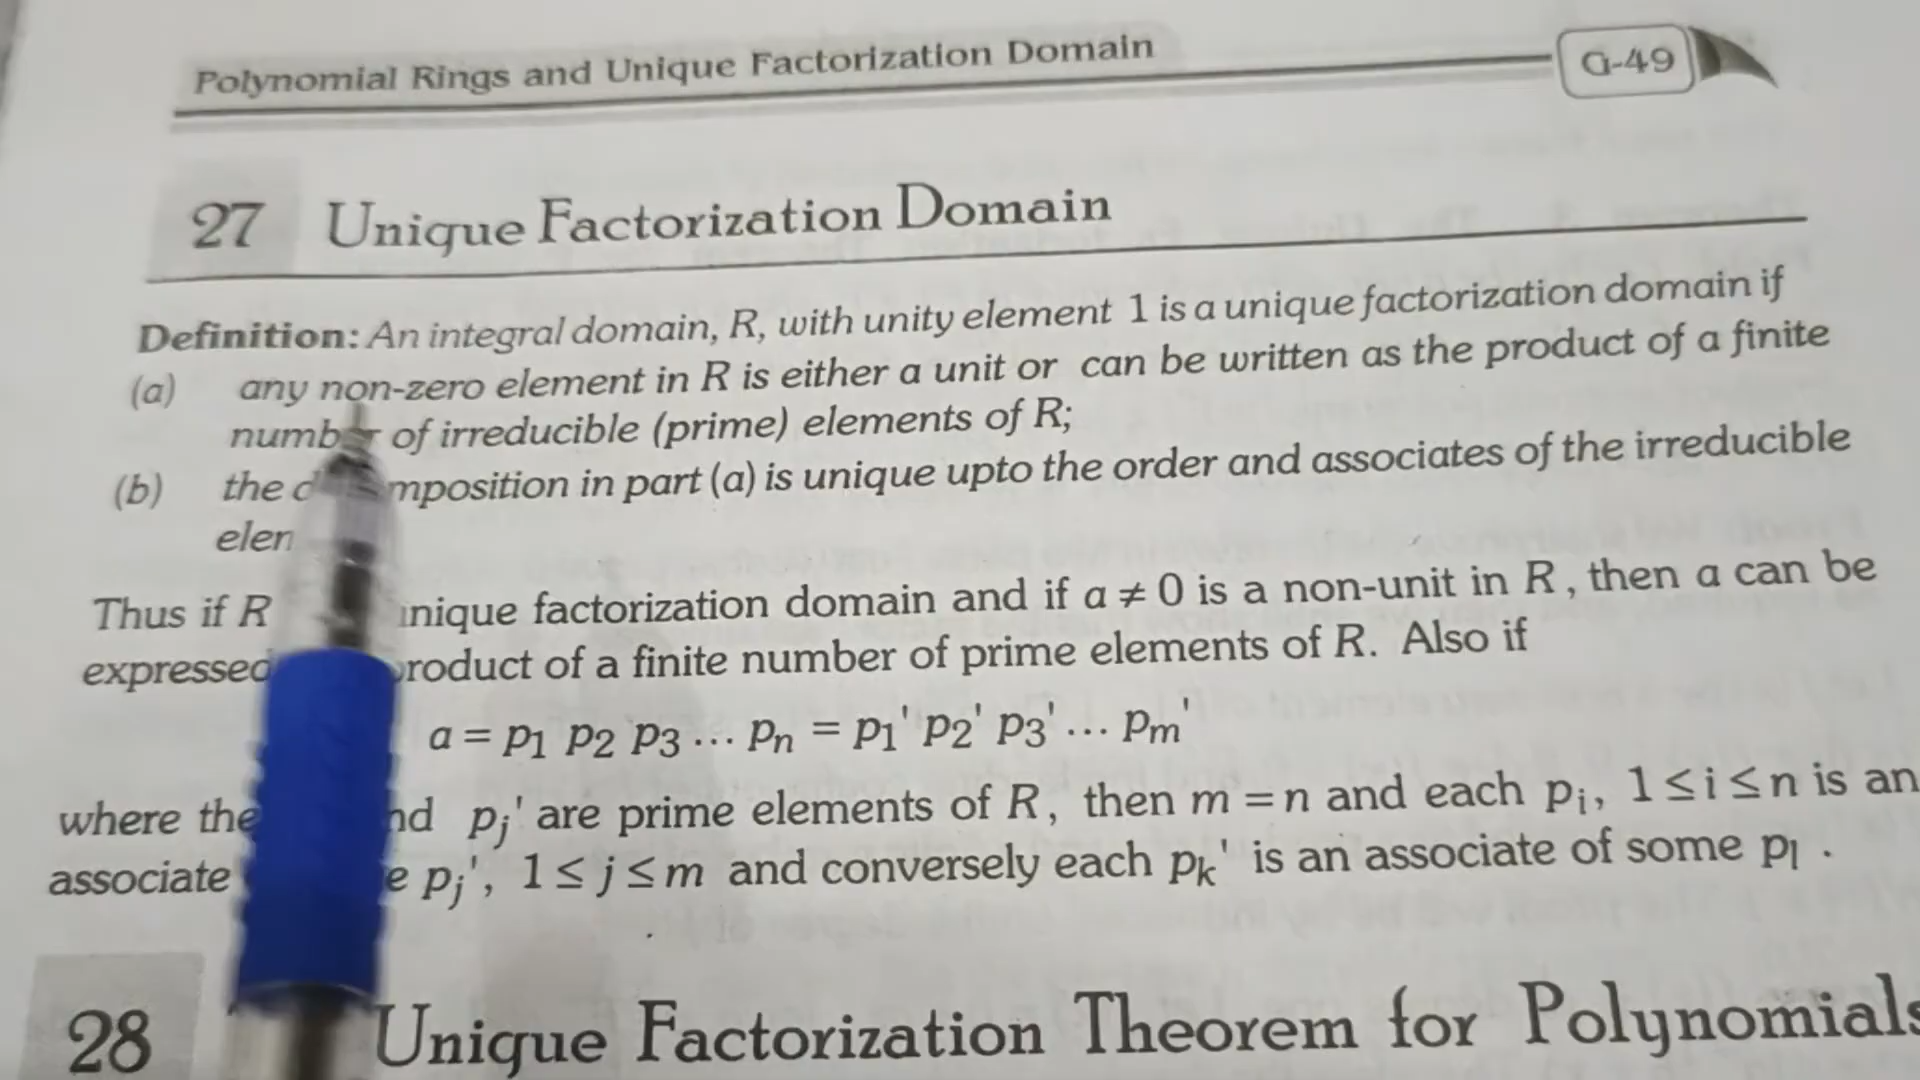 Polynomial Rings and Unique Factorization Domain
G-49
27 Unique Factorization Domain
Definition: An integral domain, R, with unity element 1 is a unique factorization domain if
(a) any non-zero element in R is either a unit or can be written as the product of a finite
of irreducible (prime) elements of R;
(b) the in part (a) is unique upto the order and associates of the irreducible
Thus if R factorization domain and if a ≠ 0 is a non-unit in R, then a can be
expressed of a finite number of prime elements of R. Also if
a = p₁ p₂ p₃ ... pₙ = p₁' p₂' p₃' ... pₘ'
where pⱼ' are prime elements of R, then m = n and each pᵢ, 1 ≤ i ≤ n is an
associate pⱼ', 1 ≤ j ≤ m and conversely each pₖ' is an associate of some pₗ .
28 Unique Factorization Theorem for Polynomials